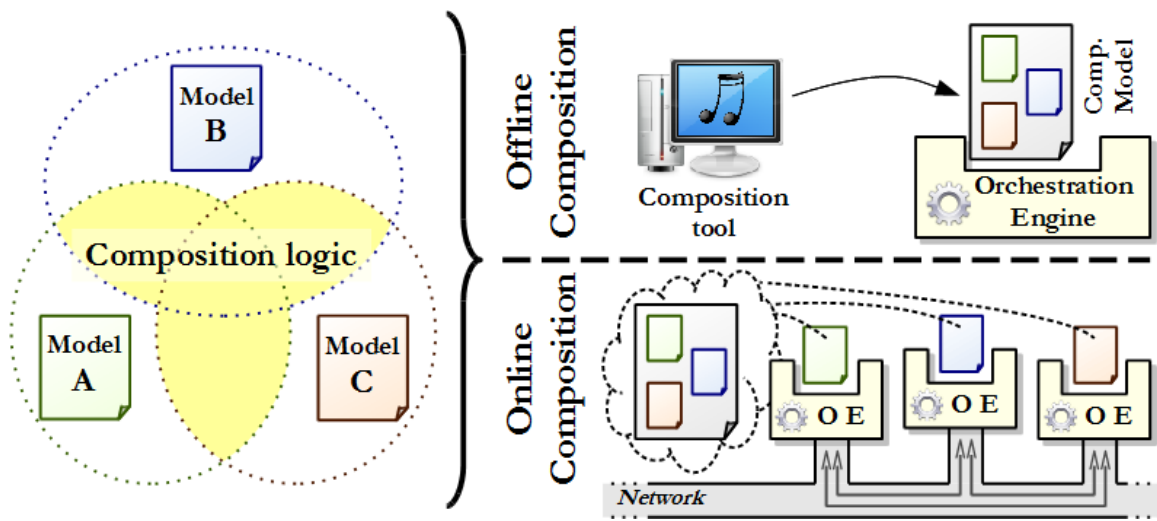 Model
B
Composition logic
Model
A
Model
C
Offline
Composition
Composition
tool
Comp.
Model
Orchestration
Engine
Online
Composition
O E
O E
O E
Network